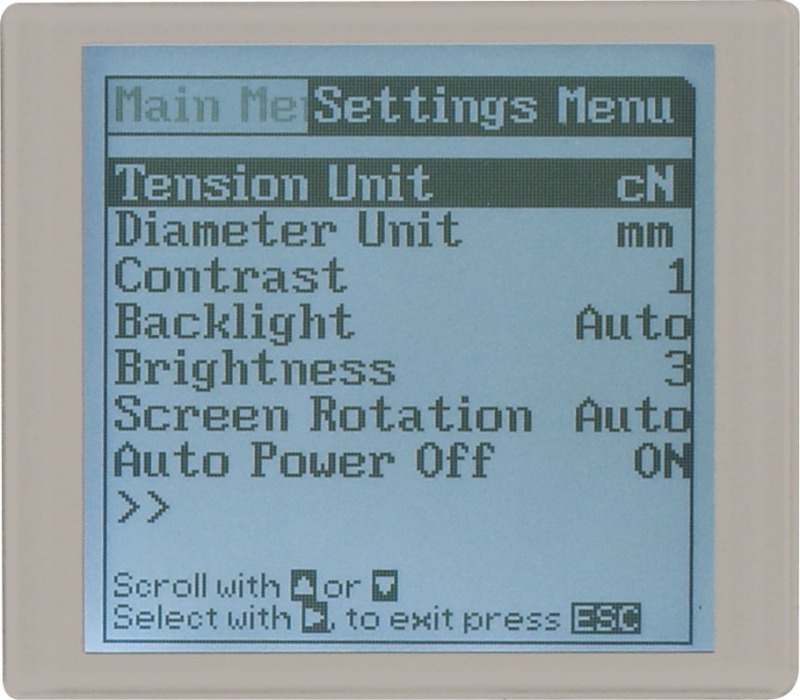 Main Me Settings Menu
Tension Unit cN
Diameter Unit mm
Contrast 1
Backlight Auto
Brightness 3
Screen Rotation Auto
Auto Power Off ON
>>
Scroll with ▲ or ▼
Select with ►, to exit press ESC